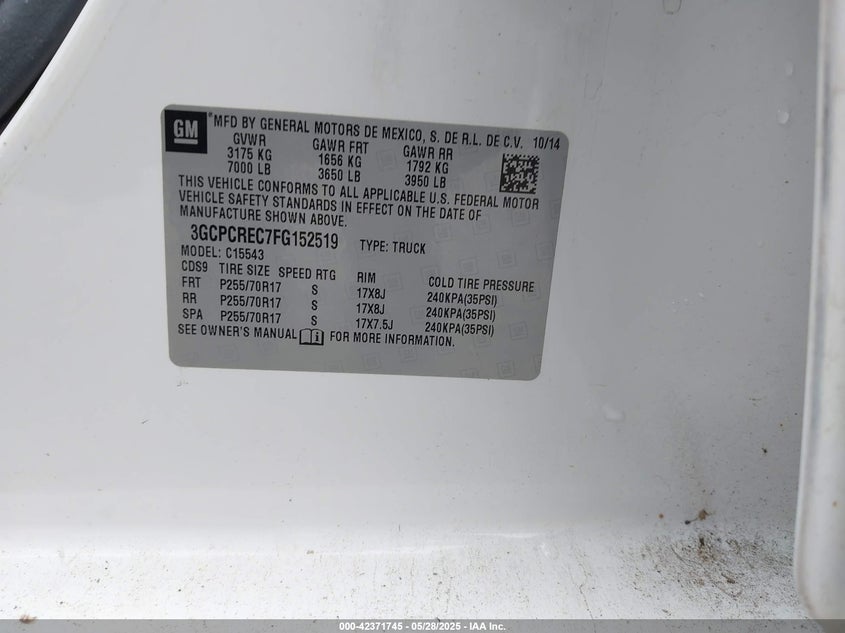 GM
®MFD BY GENERAL MOTORS DE MEXICO, S. DE R.L. DE C.V. 10/14
GVWR GAWR FRT GAWR RR
3175 KG 1656 KG 1792 KG
7000 LB 3650 LB 3950 LB
THIS VEHICLE CONFORMS TO ALL APPLICABLE U.S. FEDERAL MOTOR
VEHICLE SAFETY STANDARDS IN EFFECT ON THE DATE OF
MANUFACTURE SHOWN ABOVE.
3GCPCREC7FG152519 TYPE: TRUCK
MODEL: C15543
CDS9 TIRE SIZE SPEED RTG RIM COLD TIRE PRESSURE
FRT P255/70R17 S 17X8J 240KPA(35PSI)
RR P255/70R17 S 17X8J 240KPA(35PSI)
SPA P255/70R17 S 17X7.5J 240KPA(35PSI)
SEE OWNER'S MANUAL FOR MORE INFORMATION.
000-42371745 - 05/28/2025 - IAA Inc.